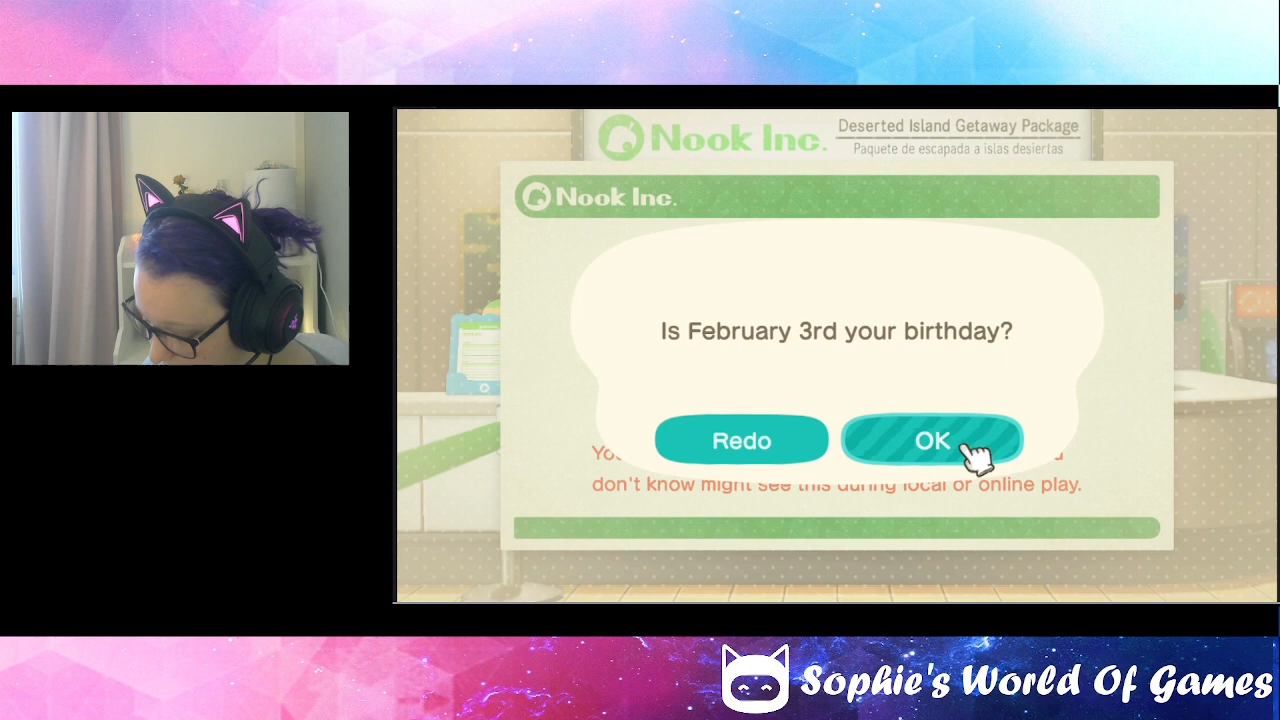 Nook Inc.
Deserted Island Getaway Package
Paquete de escapada a islas desiertas
Nook Inc.
Is February 3rd your birthday?
Redo
OK
don't know might see this during local or online play.
Sophie's World Of Games